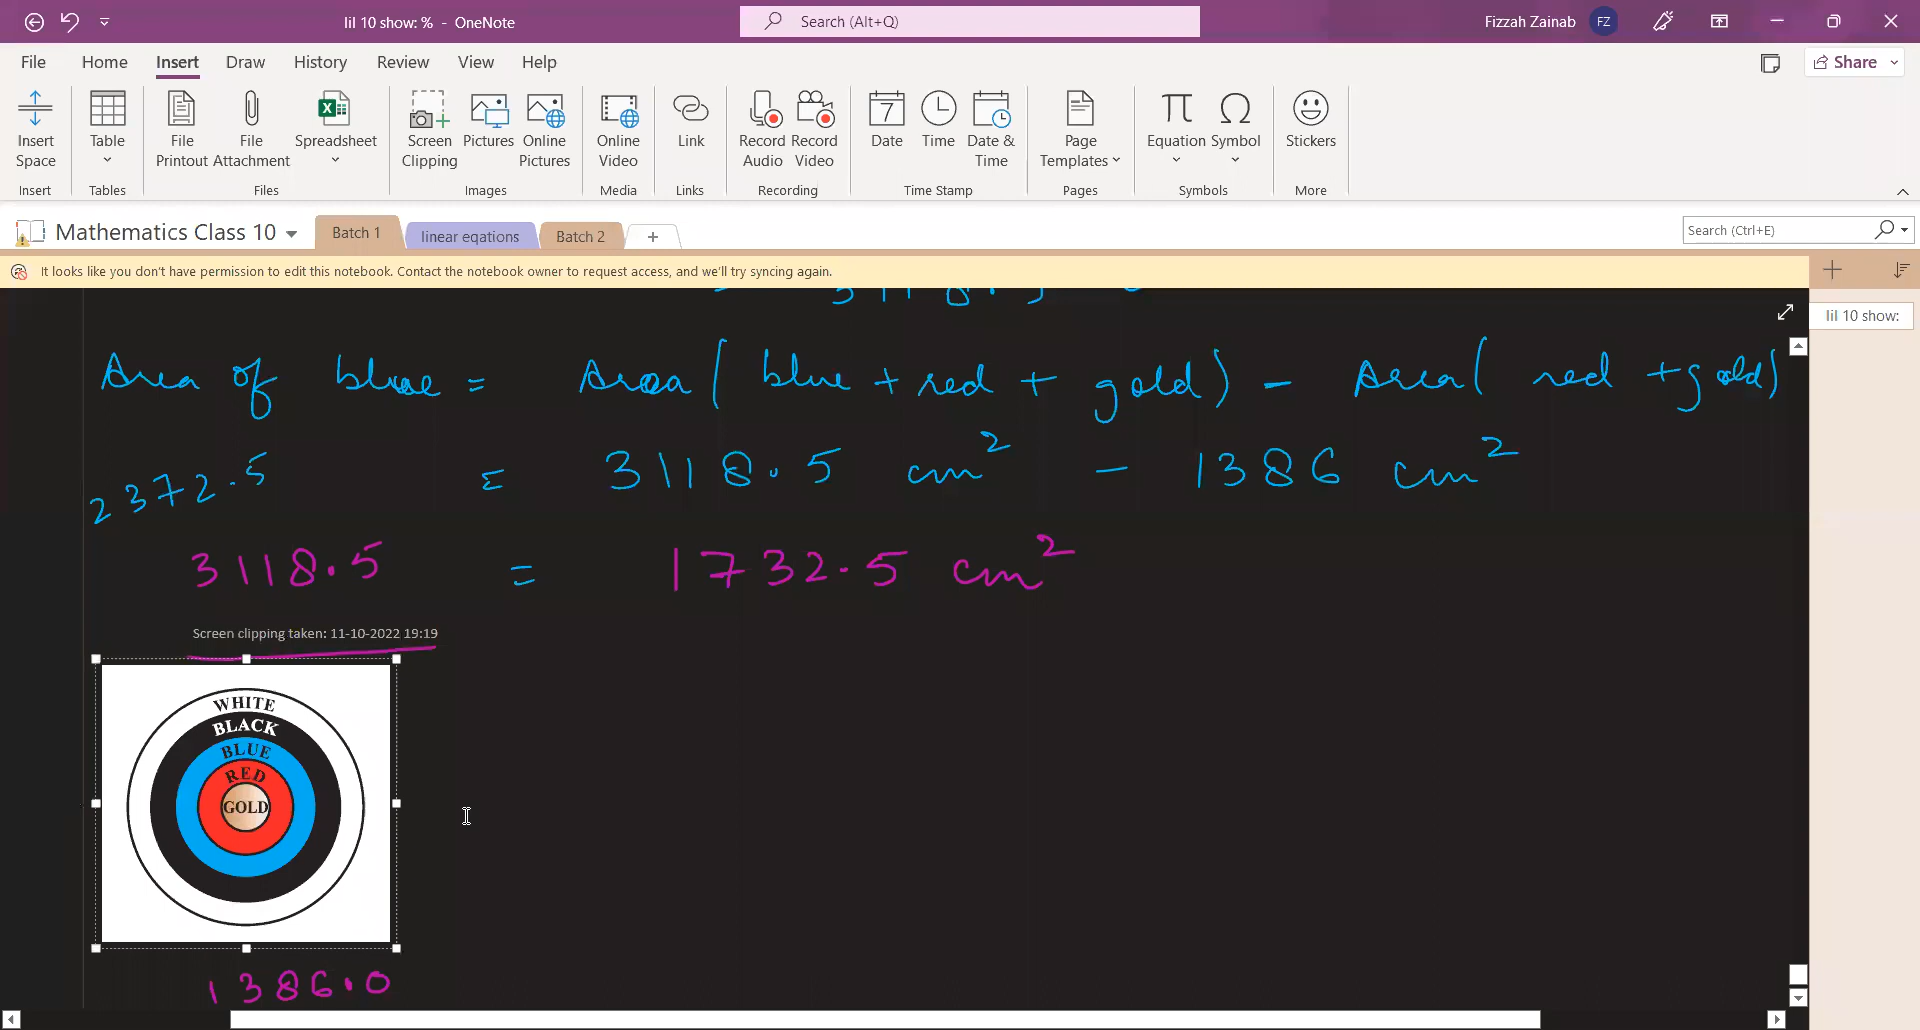 lil 10 show: % - OneNote
Search (Alt+Q)
Fizzah Zainab
FZ
File Home Insert Draw History Review View Help
Share
Insert Space
Table
File Printout
File Attachment
Spreadsheet
Screen Clipping
Pictures
Online Pictures
Online Video
Link
Record Audio
Record Video
7
Date
Time
Date & Time
Page Templates
Equation
Symbol
Stickers
Insert
Tables
Files
Images
Media
Links
Recording
Time Stamp
Pages
Symbols
More
Mathematics Class 10
Batch 1
linear eqations
Batch 2
+
Search (Ctrl+E)
It looks like you don't have permission to edit this notebook. Contact the notebook owner to request access, and we'll try syncing again.
lil 10 show:
Area of blue = Area ( blue + red + gold ) - Area ( red + gold )
2372.5
= 3118.5 cm² - 1386 cm²
3118.5
= 1732.5 cm²
Screen clipping taken: 11-10-2022 19:19
WHITE
BLACK
BLUE
RED
GOLD
1386.0